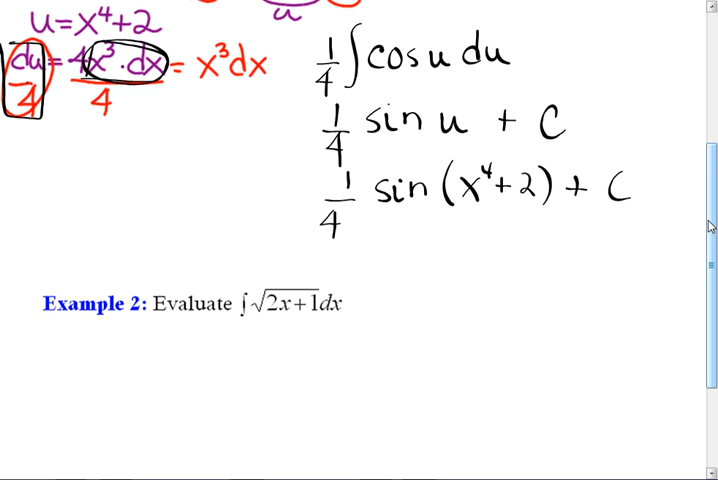 u
u = x⁴ + 2
du/4 = 4x³ · dx/4 = x³dx
1/4 ∫ cos u du
1/4 sin u + C
1/4 sin (x⁴ + 2) + C
Example 2: Evaluate ∫√(2x+1)dx